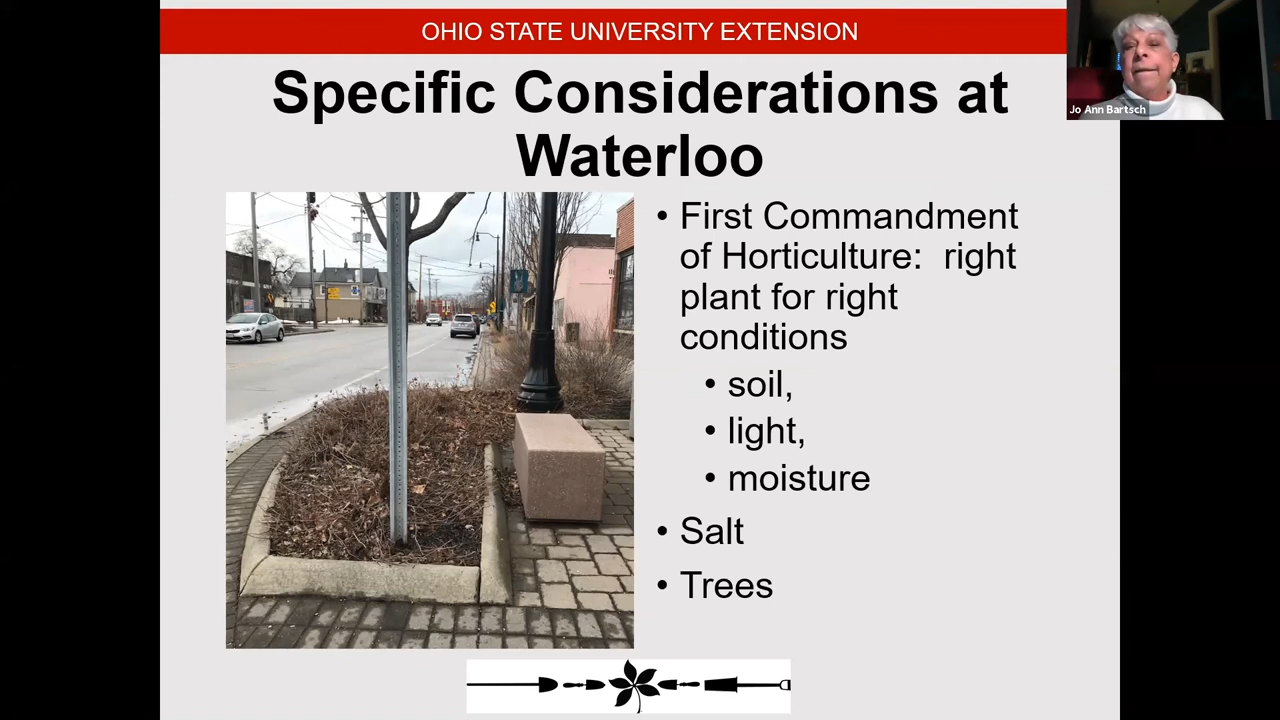 OHIO STATE UNIVERSITY EXTENSION
Specific Considerations at
Waterloo
Jo Ann Bartsch
• First Commandment
of Horticulture:  right
plant for right
conditions
• soil,
• light,
• moisture
• Salt
• Trees